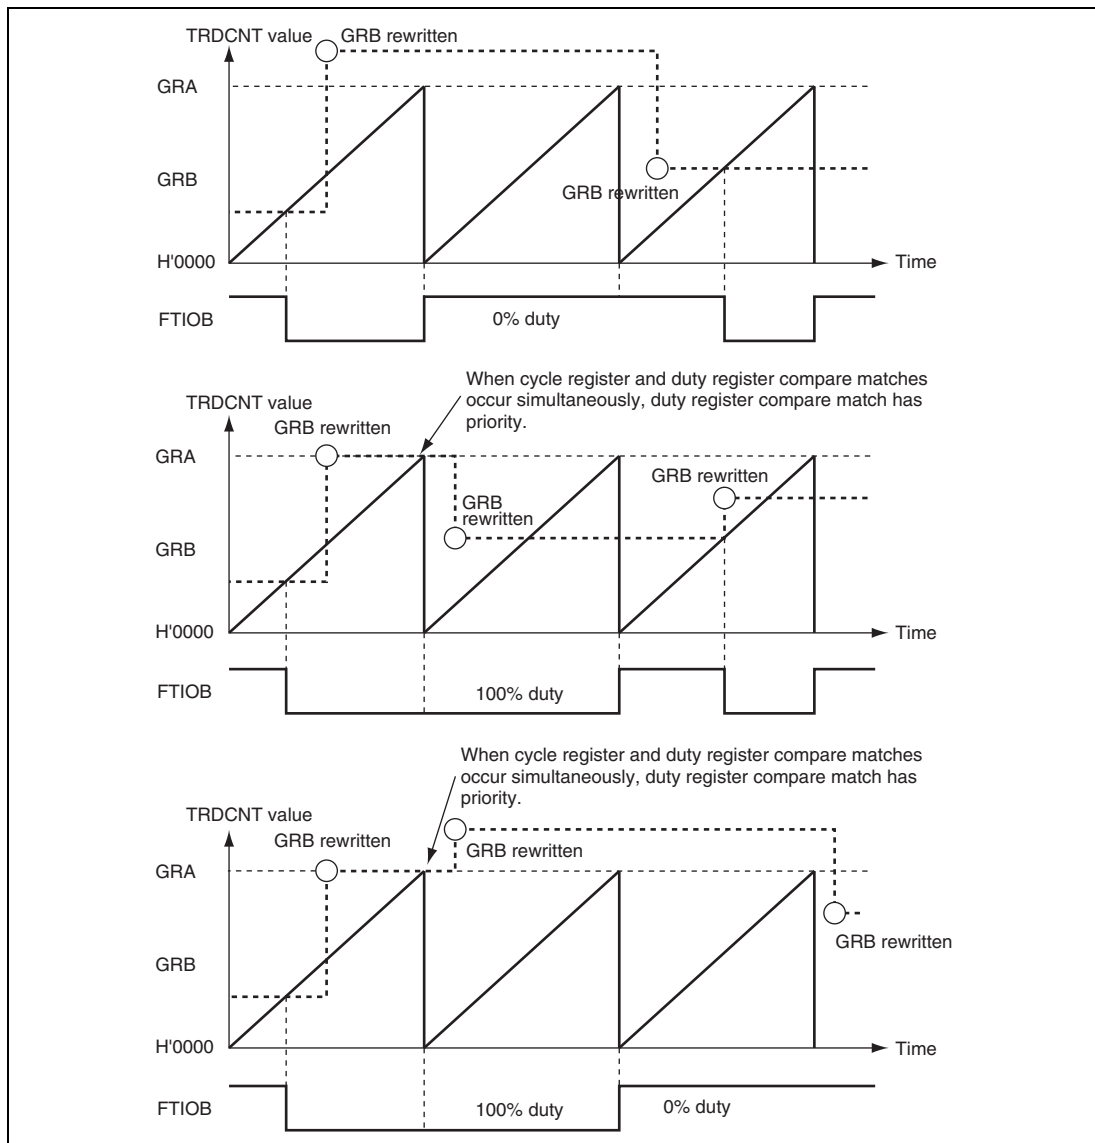 TRDCNT value
GRB rewritten
GRA
GRB
GRB rewritten
H'0000
Time
FTIOB
0% duty
When cycle register and duty register compare matches
occur simultaneously, duty register compare match has
priority.
TRDCNT value
GRB rewritten
GRA
GRB rewritten
GRB
rewritten
GRB
H'0000
Time
FTIOB
100% duty
When cycle register and duty register compare matches
occur simultaneously, duty register compare match has
priority.
TRDCNT value
GRB rewritten
GRB rewritten
GRA
GRB rewritten
GRB
H'0000
Time
FTIOB
100% duty
0% duty